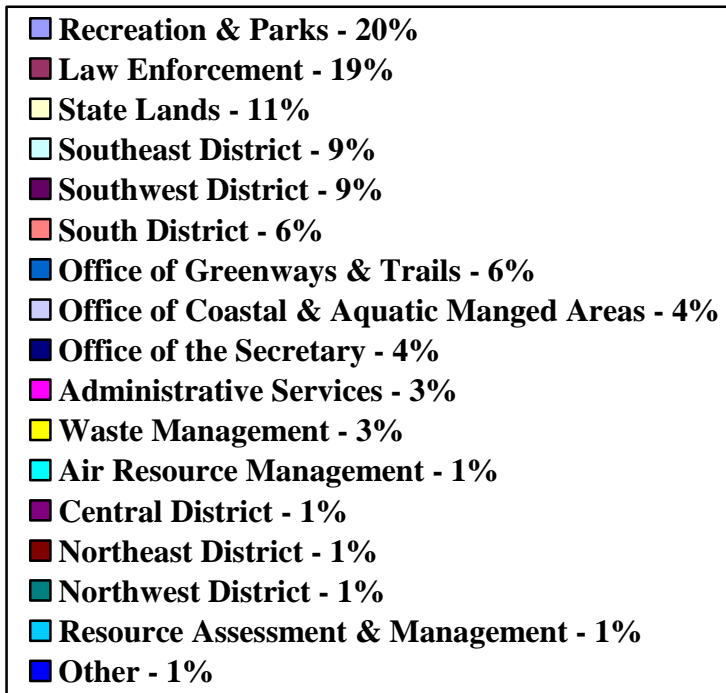 Recreation & Parks - 20%
Law Enforcement - 19%
State Lands - 11%
Southeast District - 9%
Southwest District - 9%
South District - 6%
Office of Greenways & Trails - 6%
Office of Coastal & Aquatic Manged Areas - 4%
Office of the Secretary - 4%
Administrative Services - 3%
Waste Management - 3%
Air Resource Management - 1%
Central District - 1%
Northeast District - 1%
Northwest District - 1%
Resource Assessment & Management - 1%
Other - 1%